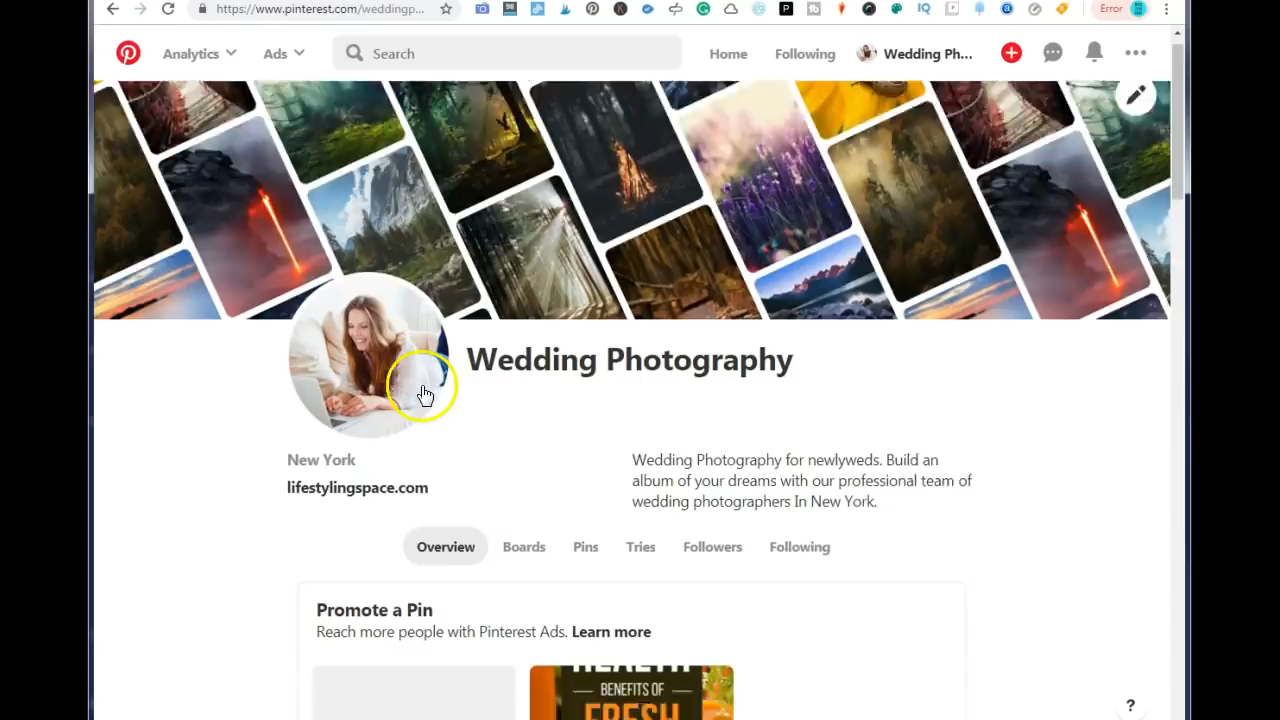 https://www.pinterest.com/weddingp...
Error
Analytics
Ads
Search
Home
Following
Wedding Ph...
Wedding Photography
New York
lifestylingspace.com
Wedding Photography for newlyweds. Build an
album of your dreams with our professional team of
wedding photographers In New York.
Overview
Boards
Pins
Tries
Followers
Following
Promote a Pin
Reach more people with Pinterest Ads. Learn more
HEALTH
BENEFITS OF
FRESH
?